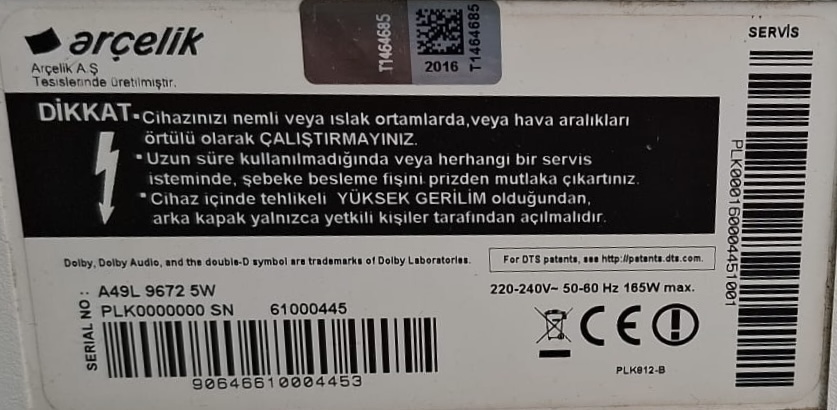 arçelik
Arçelik A.Ş
Tesislerinde üretilmiştir.
T1464685
2016
T1464685
SERVİS
DİKKAT
▪Cihazınızı nemli veya ıslak ortamlarda,veya hava aralıkları
örtülü olarak ÇALIŞTIRMAYINIZ.
▪Uzun süre kullanılmadığında veya herhangi bir servis
isteminde, şebeke besleme fişini prizden mutlaka çıkartınız.
▪Cihaz içinde tehlikeli YÜKSEK GERİLİM olduğundan,
arka kapak yalnızca yetkili kişiler tarafından açılmalıdır.
PLK0001600004451001
Dolby, Dolby Audio, and the double-D symbol are trademarks of Dolby Laboratories.
For DTS patents, see http://patents.dts.com.
SERIAL NO :
A49L 9672 5W
PLK0000000 SN 61000445
90646610004453
220-240V~ 50-60 Hz 165W max.
CE
PLK812-B